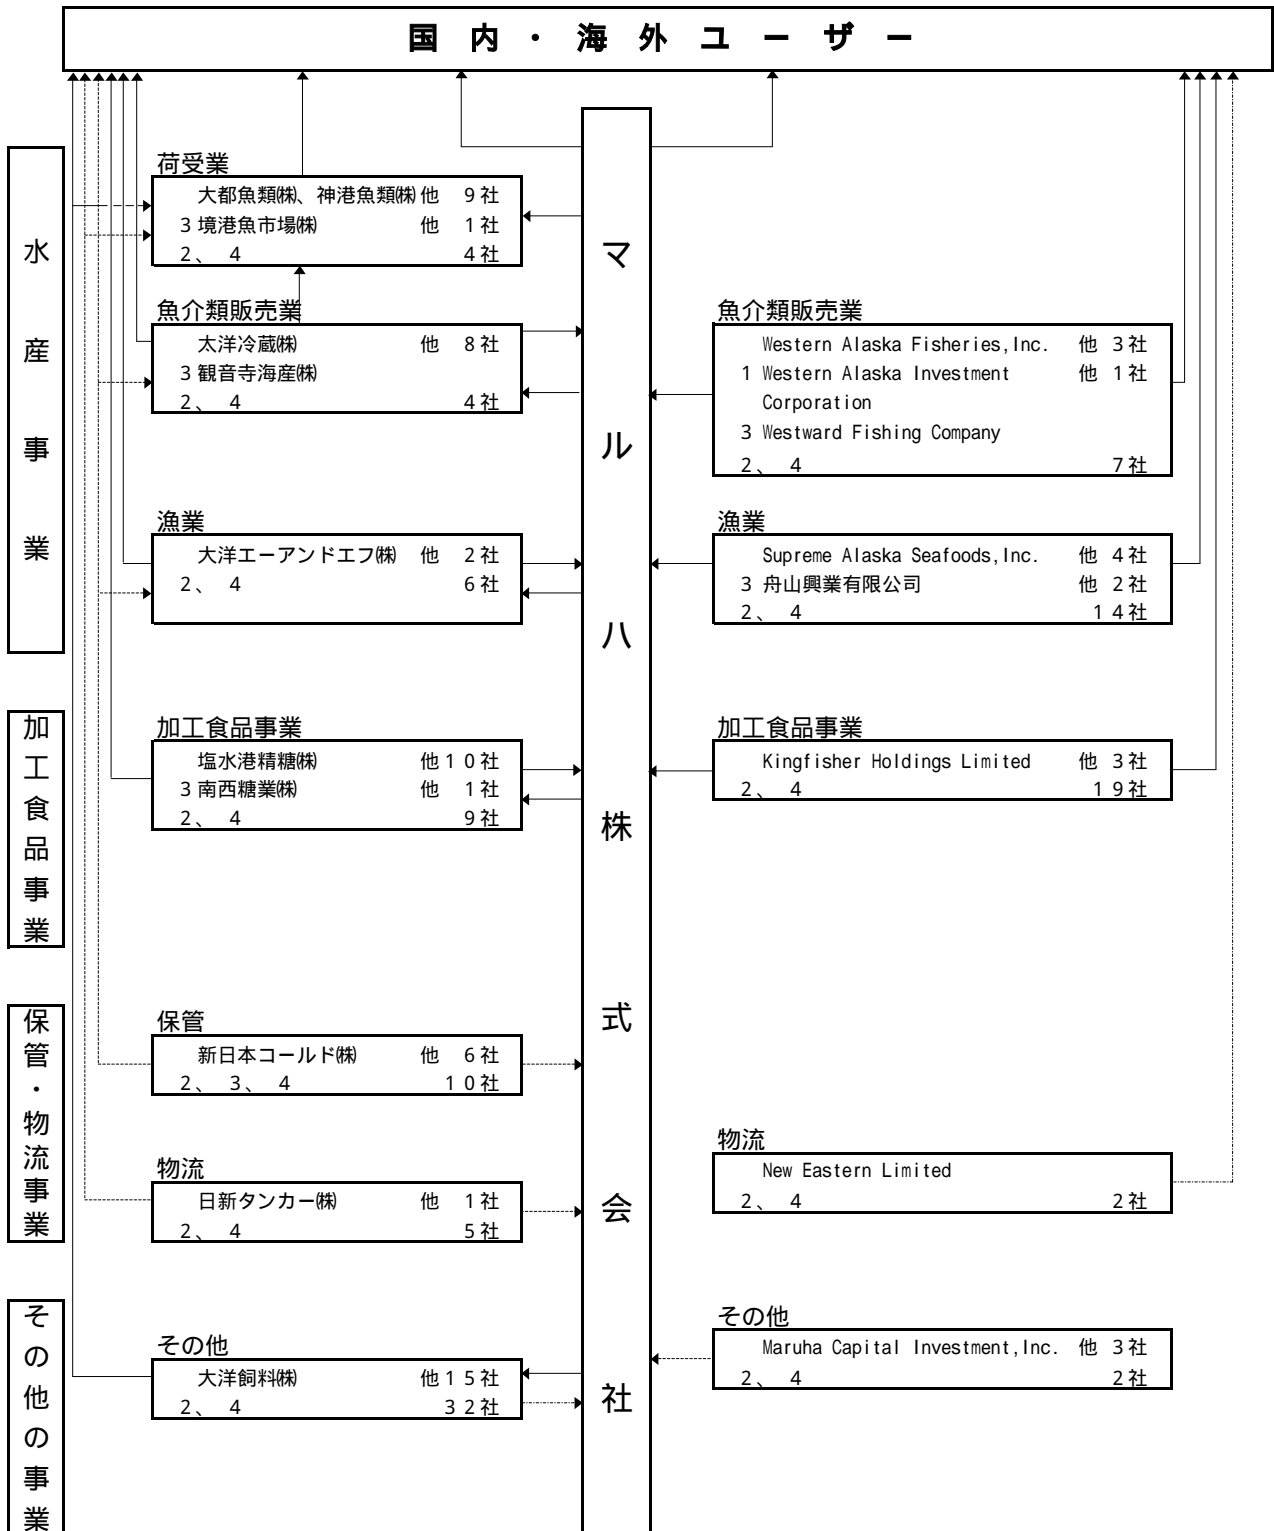 国内・海外ユーザー
水産事業
荷受業
大都魚類㈱、神港魚類㈱他 9社
3 境港魚市場㈱ 他 1社
2、 4 4社
魚介類販売業
太洋冷蔵㈱ 他 8社
3 観音寺海産㈱
2、 4 4社
漁業
大洋エーアンドエフ㈱ 他 2社
2、 4 6社
加工食品事業
加工食品事業
塩水港精糖㈱ 他10社
3 南西糖業㈱ 他 1社
2、 4 9社
保管・物流事業
保管
新日本コールド㈱ 他 6社
2、 3、 4 10社
物流
日新タンカー㈱ 他 1社
2、 4 5社
その他の事業
その他
大洋飼料㈱ 他15社
2、 4 32社
マルハ株式会社
魚介類販売業
Western Alaska Fisheries,Inc. 他 3社
1 Western Alaska Investment 他 1社
Corporation
3 Westward Fishing Company
2、 4 7社
漁業
Supreme Alaska Seafoods,Inc. 他 4社
3 舟山興業有限公司 他 2社
2、 4 14社
加工食品事業
Kingfisher Holdings Limited 他 3社
2、 4 19社
物流
New Eastern Limited
2、 4 2社
その他
Maruha Capital Investment,Inc. 他 3社
2、 4 2社